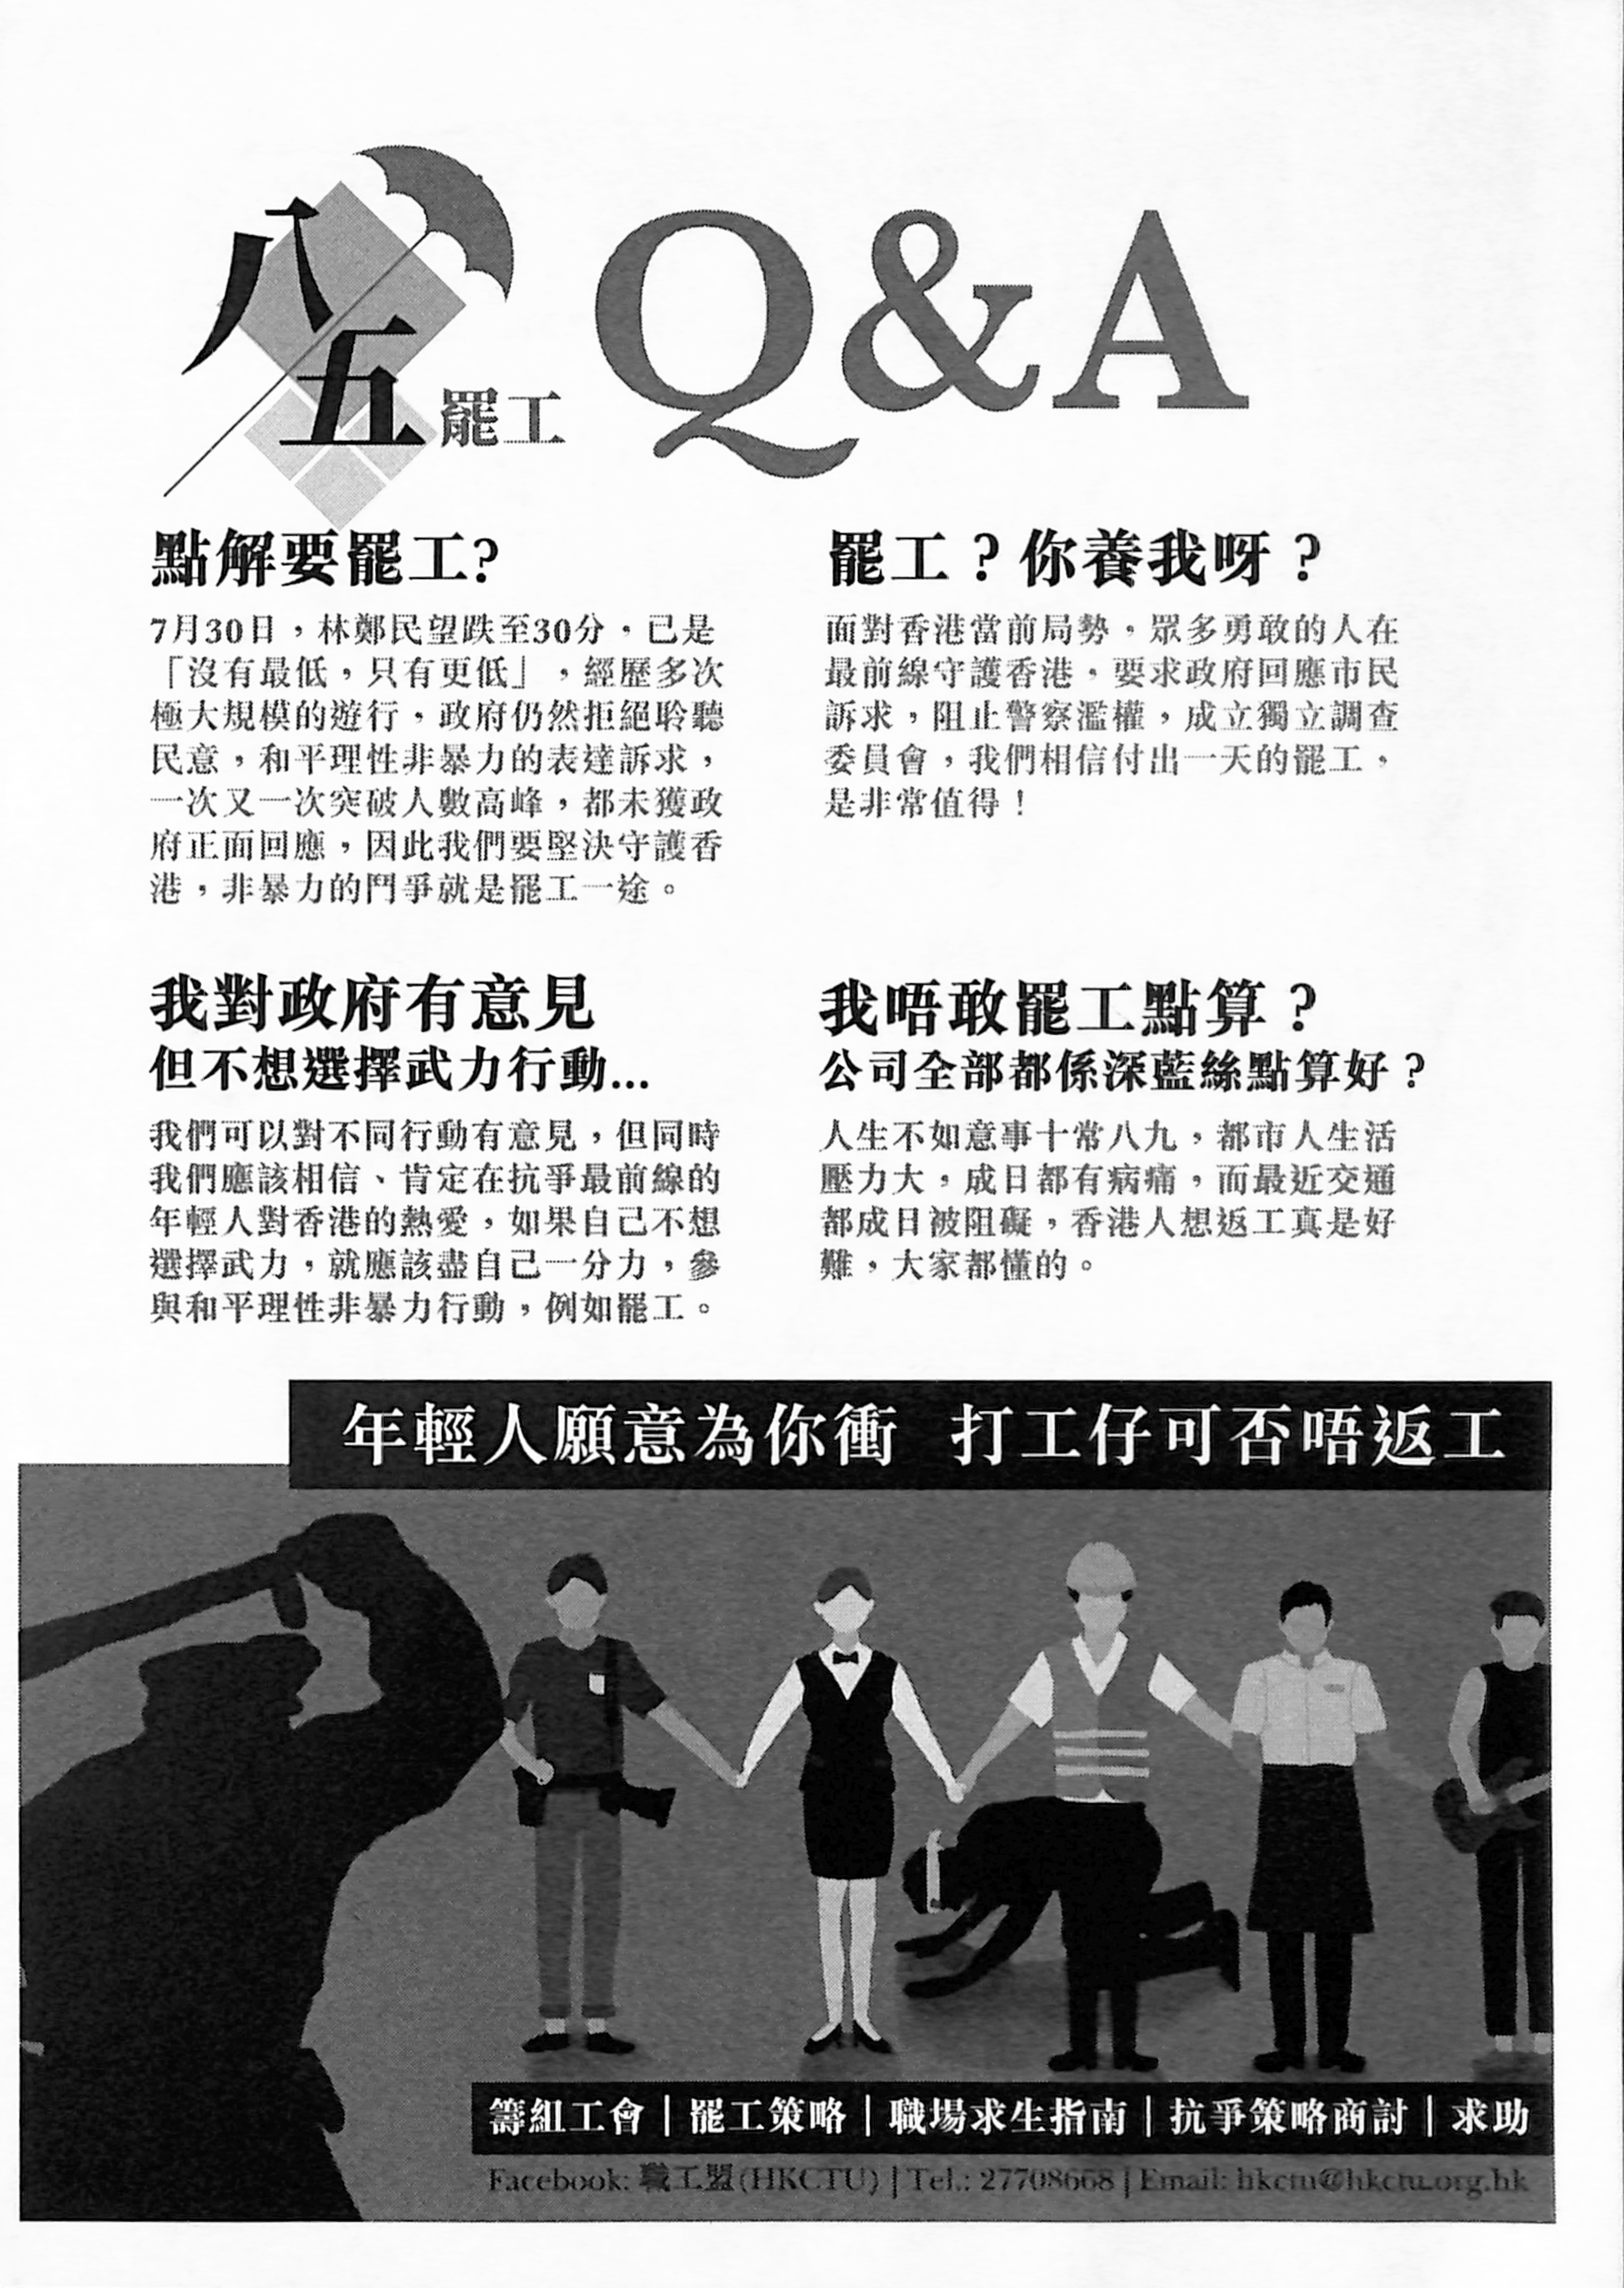 八五罷工 Q&A
點解要罷工?
7月30日，林鄭民望跌至30分，已是
「沒有最低，只有更低」，經歷多次
極大規模的遊行，政府仍然拒絕聆聽
民意，和平理性非暴力的表達訴求，
一次又一次突破人數高峰，都未獲政
府正面回應，因此我們要堅決守護香
港，非暴力的鬥爭就是罷工一途。
罷工？你養我呀？
面對香港當前局勢，眾多勇敢的人在
最前線守護香港，要求政府回應市民
訴求，阻止警察濫權，成立獨立調查
委員會，我們相信付出一天的罷工，
是非常值得！
我對政府有意見
但不想選擇武力行動...
我們可以對不同行動有意見，但同時
我們應該相信、肯定在抗爭最前線的
年輕人對香港的熱愛，如果自己不想
選擇武力，就應該盡自己一分力，參
與和平理性非暴力行動，例如罷工。
我唔敢罷工點算？
公司全部都係深藍絲點算好？
人生不如意事十常八九，都市人生活
壓力大，成日都有病痛，而最近交通
都成日被阻礙，香港人想返工真是好
難，大家都懂的。
年輕人願意為你衝 打工仔可否唔返工
籌組工會｜罷工策略｜職場求生指南｜抗爭策略商討｜求助
Facebook: 職工盟(HKCTU) | Tel.: 27708668 | Email: hkctu@hkctu.org.hk